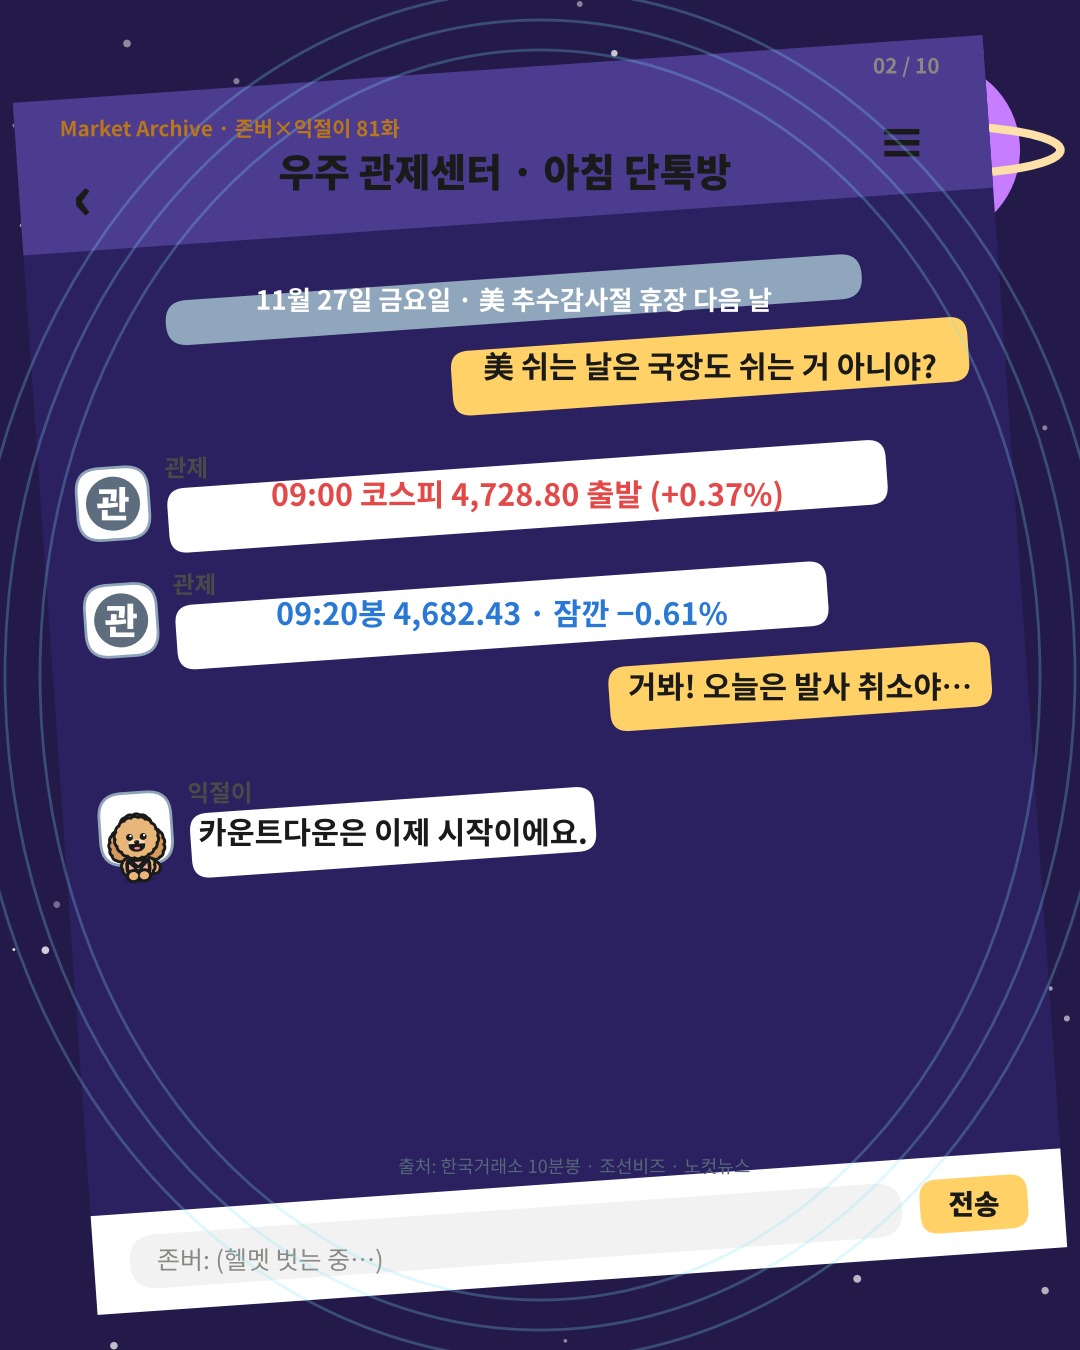 02 / 10
Market Archive · 존버×익절이 81화
우주 관제센터 · 아침 단톡방
11월 27일 금요일 · 美 추수감사절 휴장 다음 날
美 쉬는 날은 국장도 쉬는 거 아니야?
관제
관
09:00 코스피 4,728.80 출발 (+0.37%)
관제
관
09:20봉 4,682.43 · 잠깐 −0.61%
거봐! 오늘은 발사 취소야…
익절이
카운트다운은 이제 시작이에요.
출처: 한국거래소 10분봉 · 조선비즈 · 노컷뉴스
전송
존버: (헬멧 벗는 중…)